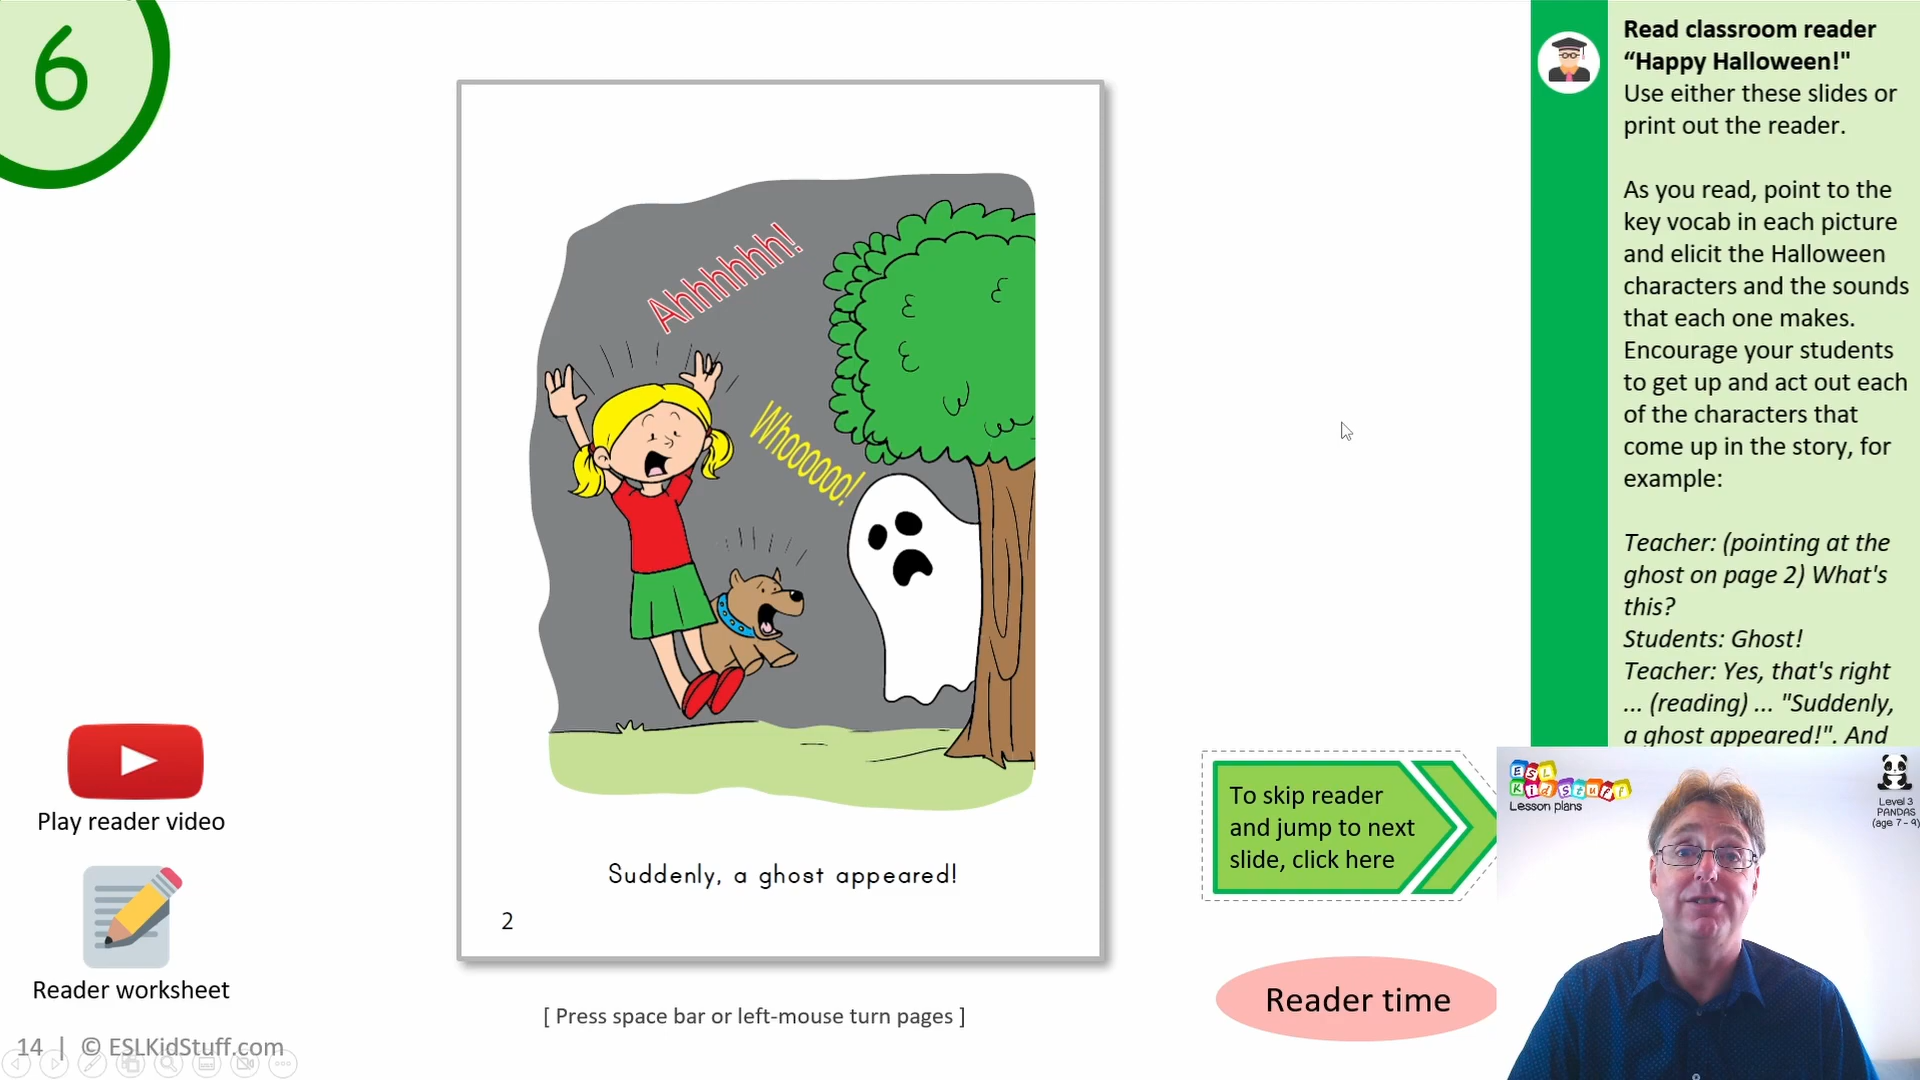 6
Ahhhhhh!
Whoooooo!
Suddenly, a ghost appeared!
2
[ Press space bar or left-mouse turn pages ]
Play reader video
Reader worksheet
14 | © ESLKidStuff.com
Read classroom reader
“Happy Halloween!"
Use either these slides or
print out the reader.
As you read, point to the
key vocab in each picture
and elicit the Halloween
characters and the sounds
that each one makes.
Encourage your students
to get up and act out each
of the characters that
come up in the story, for
example:
Teacher: (pointing at the
ghost on page 2) What's
this?
Students: Ghost!
Teacher: Yes, that's right
... (reading) ... "Suddenly,
a ghost appeared!". And
To skip reader
and jump to next
slide, click here
Reader time
ESL
KidStuff
Lesson plans
Level 3
PANDAS
(age 7 - 9)